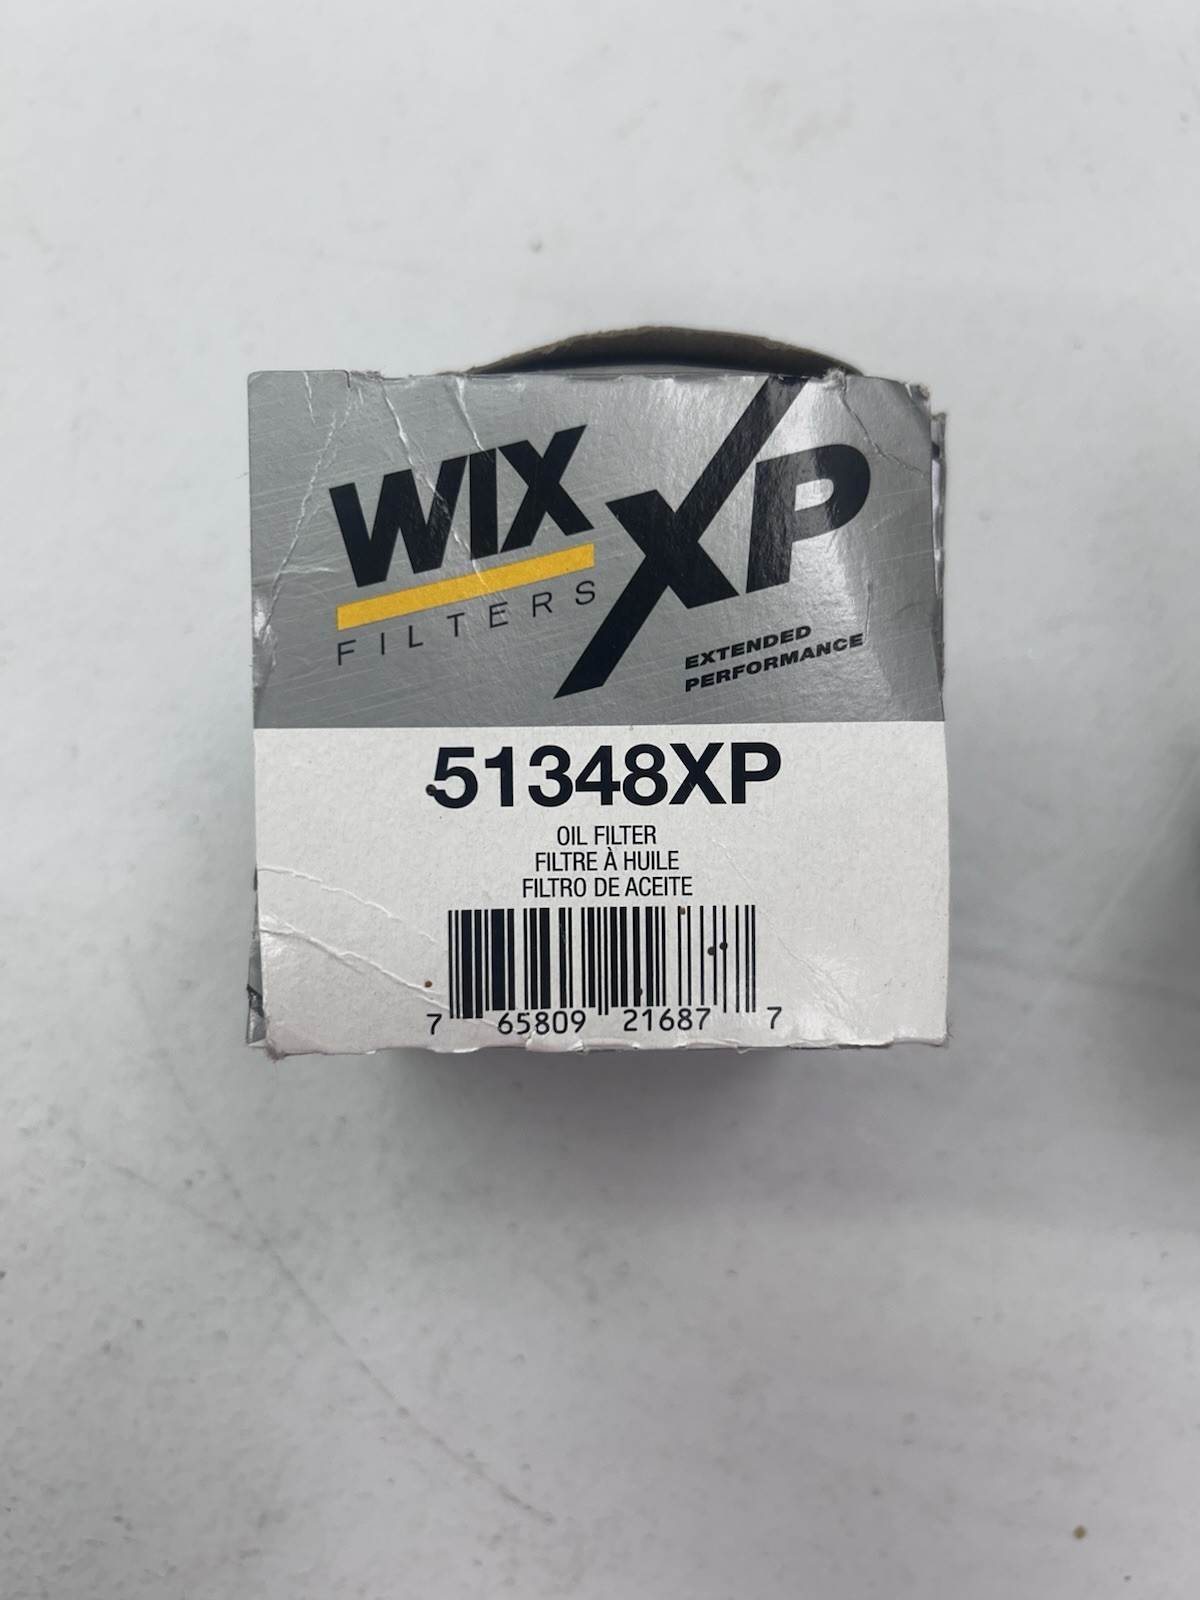 WIX XP
FILTERS
EXTENDED
PERFORMANCE
51348XP
OIL FILTER
FILTRE À HUILE
FILTRO DE ACEITE
7 65809 21687 7